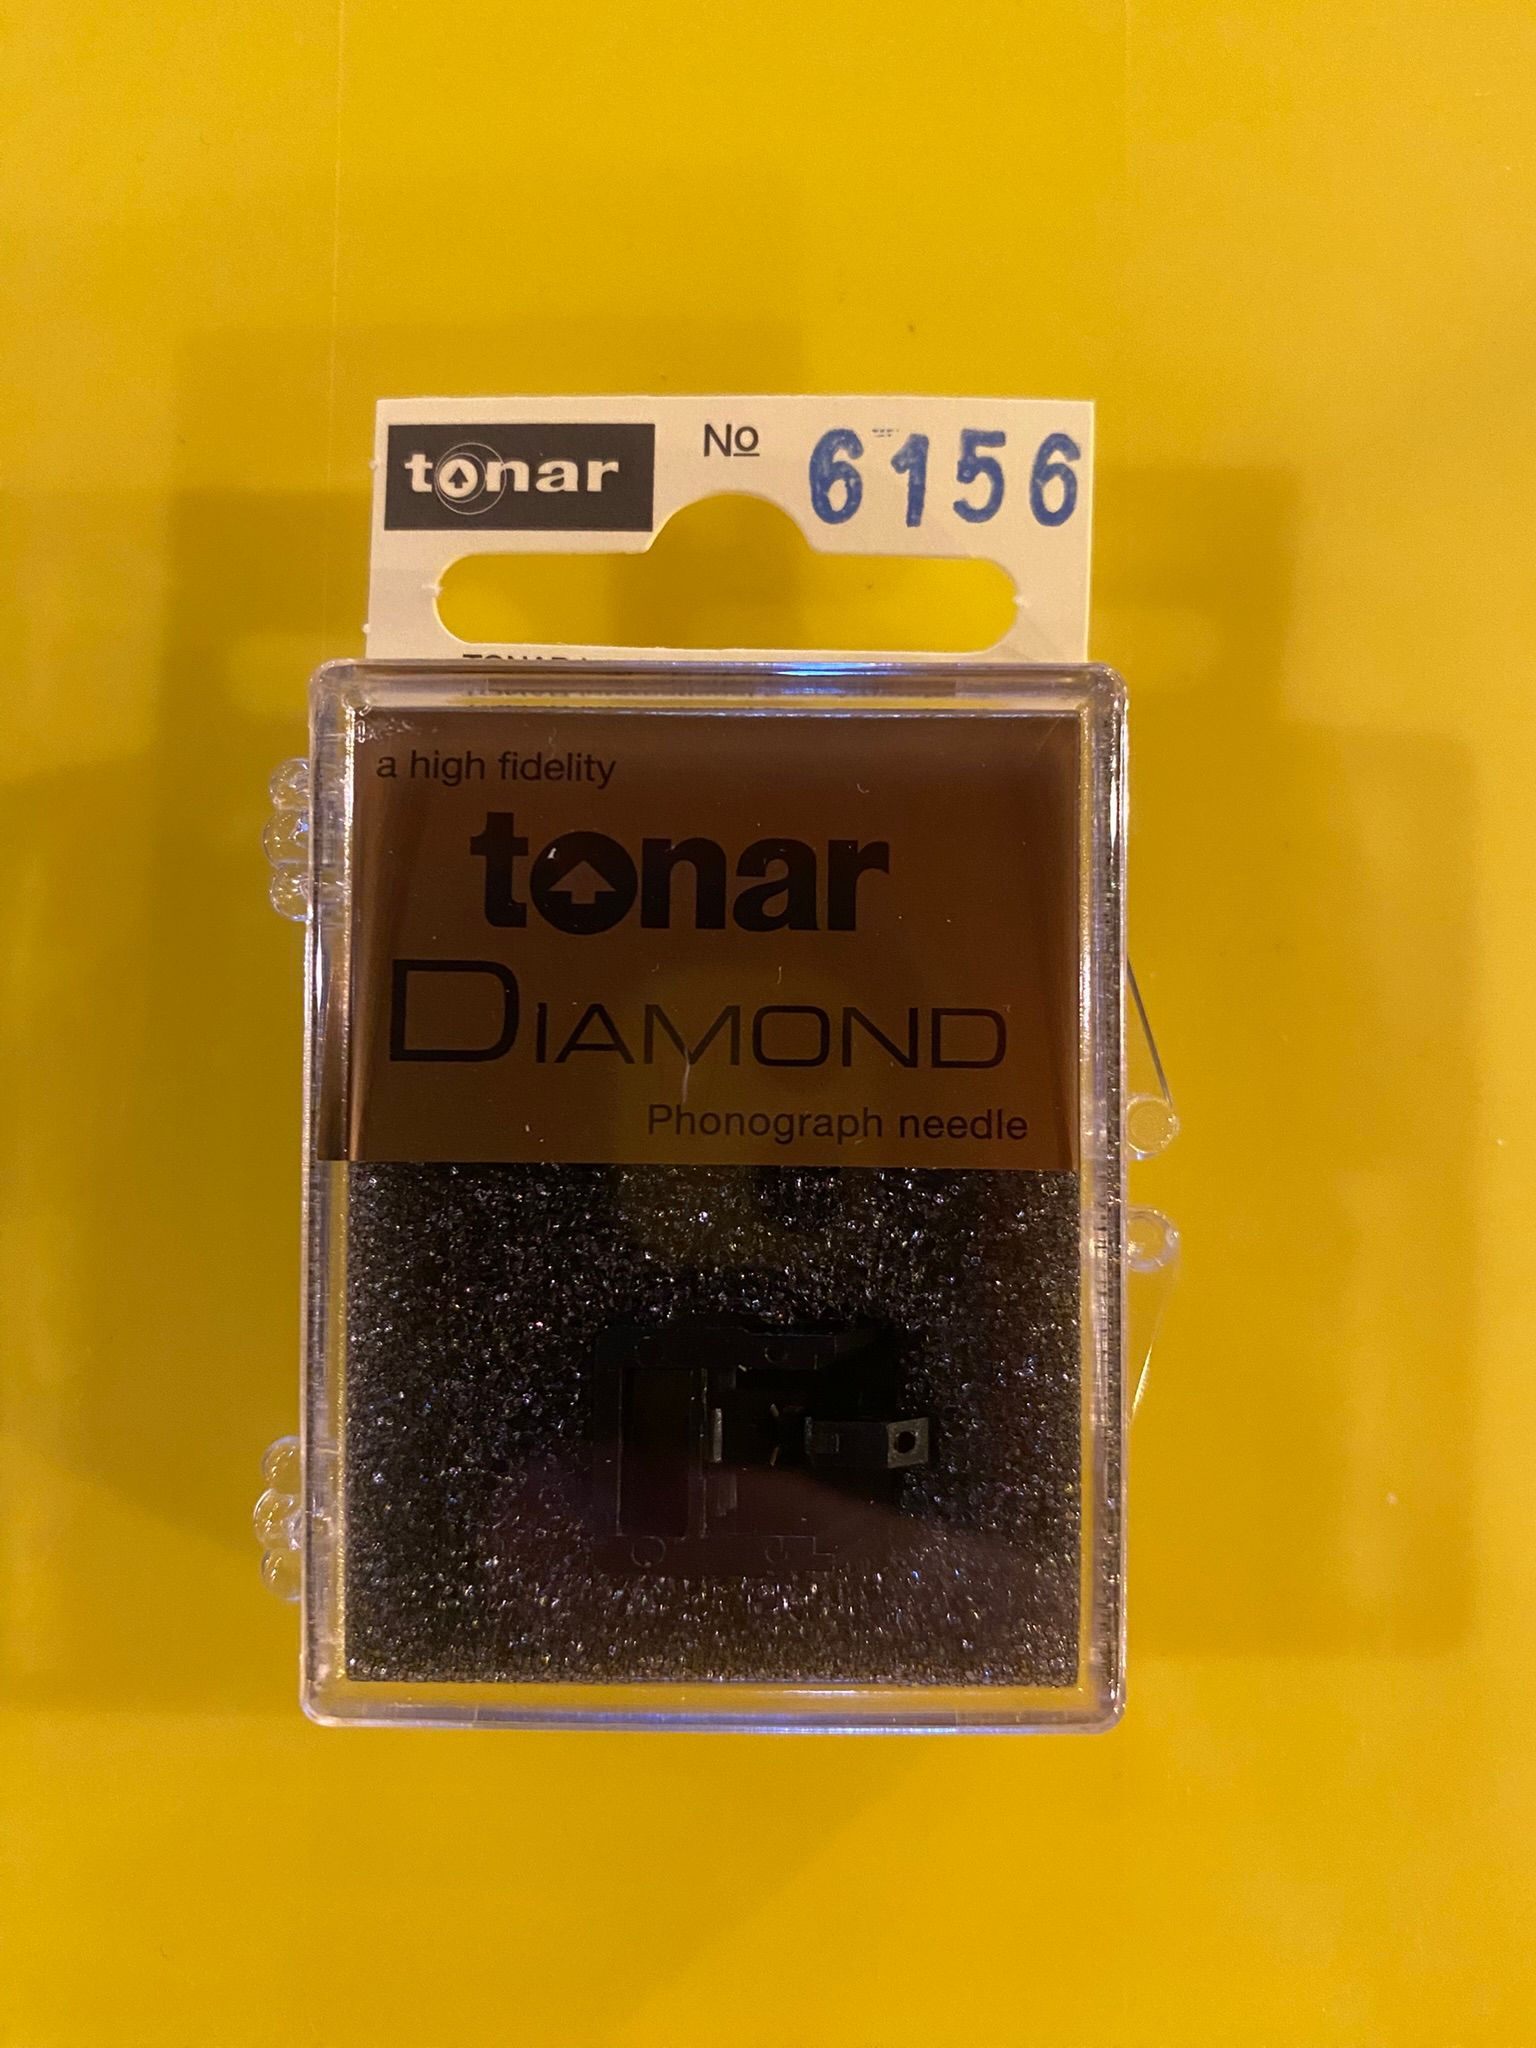 tonar
No 6156
a high fidelity
tonar
DIAMOND
Phonograph needle